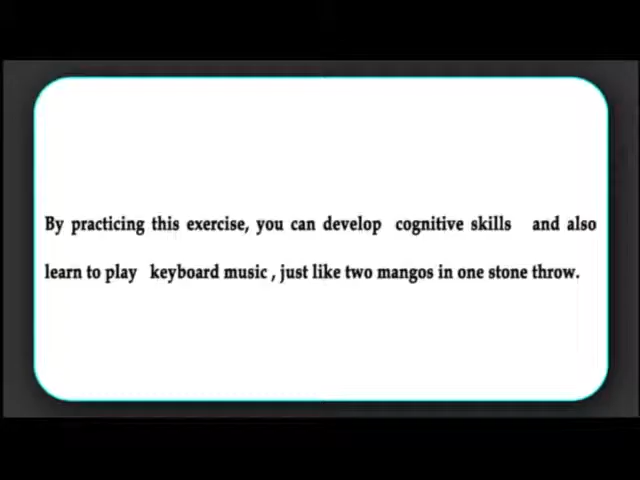 By practicing this exercise, you can develop cognitive skills and also
learn to play keyboard music , just like two mangos in one stone throw.